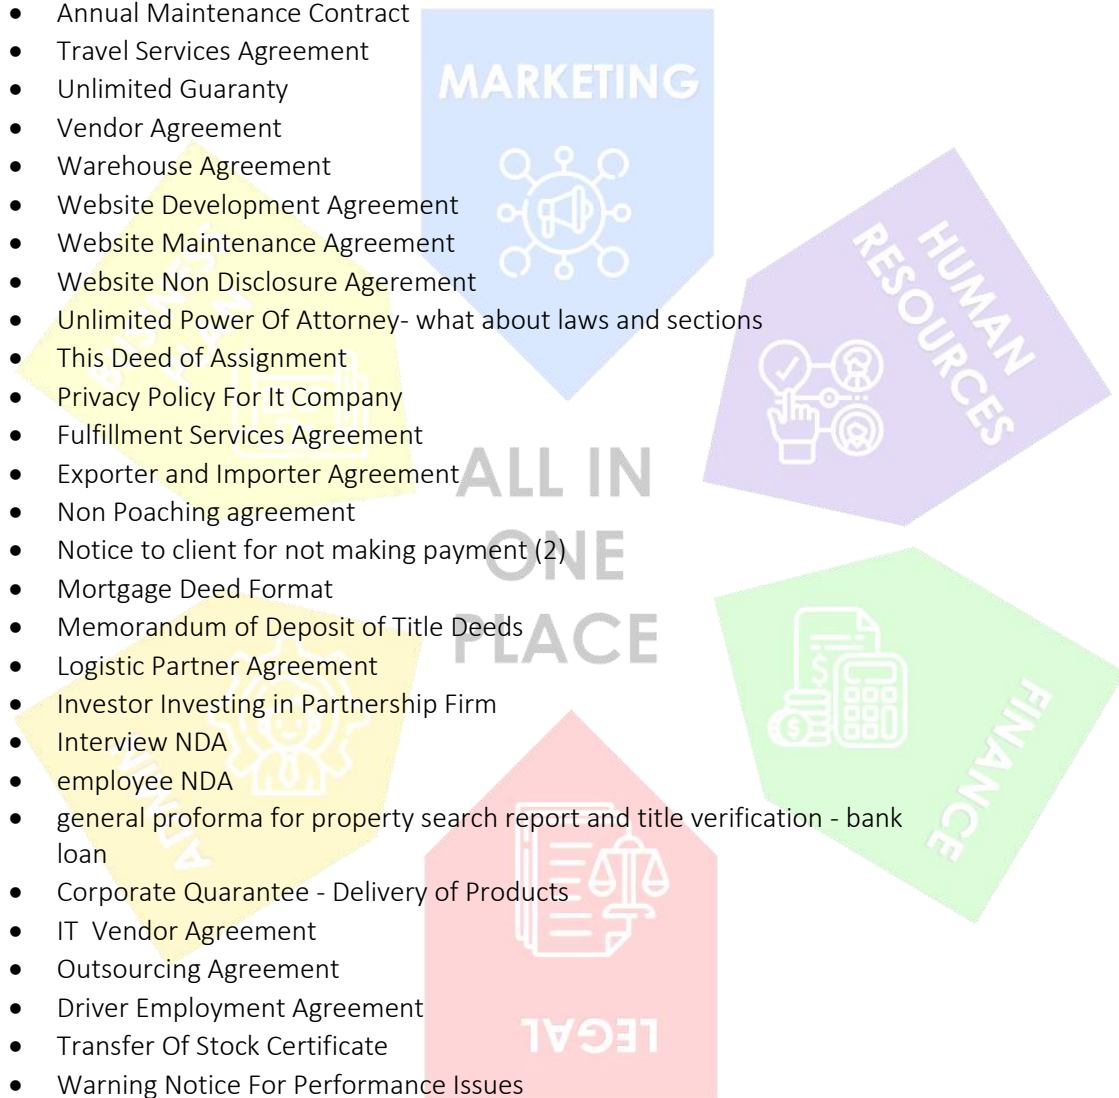 • Annual Maintenance Contract
• Travel Services Agreement
• Unlimited Guaranty
• Vendor Agreement
• Warehouse Agreement
• Website Development Agreement
• Website Maintenance Agreement
• Website Non Disclosure Agerement
• Unlimited Power Of Attorney- what about laws and sections
• This Deed of Assignment
• Privacy Policy For It Company
• Fulfillment Services Agreement
• Exporter and Importer Agreement
• Non Poaching agreement
• Notice to client for not making payment (2)
• Mortgage Deed Format
• Memorandum of Deposit of Title Deeds
• Logistic Partner Agreement
• Investor Investing in Partnership Firm
• Interview NDA
• employee NDA
• general proforma for property search report and title verification - bank
loan
• Corporate Quarantee - Delivery of Products
• IT  Vendor Agreement
• Outsourcing Agreement
• Driver Employment Agreement
• Transfer Of Stock Certificate
• Warning Notice For Performance Issues
MARKETING
HUMAN
RESOURCES
FINANCE
LEGAL
ADMIN
BUSINESS
PLAN
ALL IN
ONE
PLACE